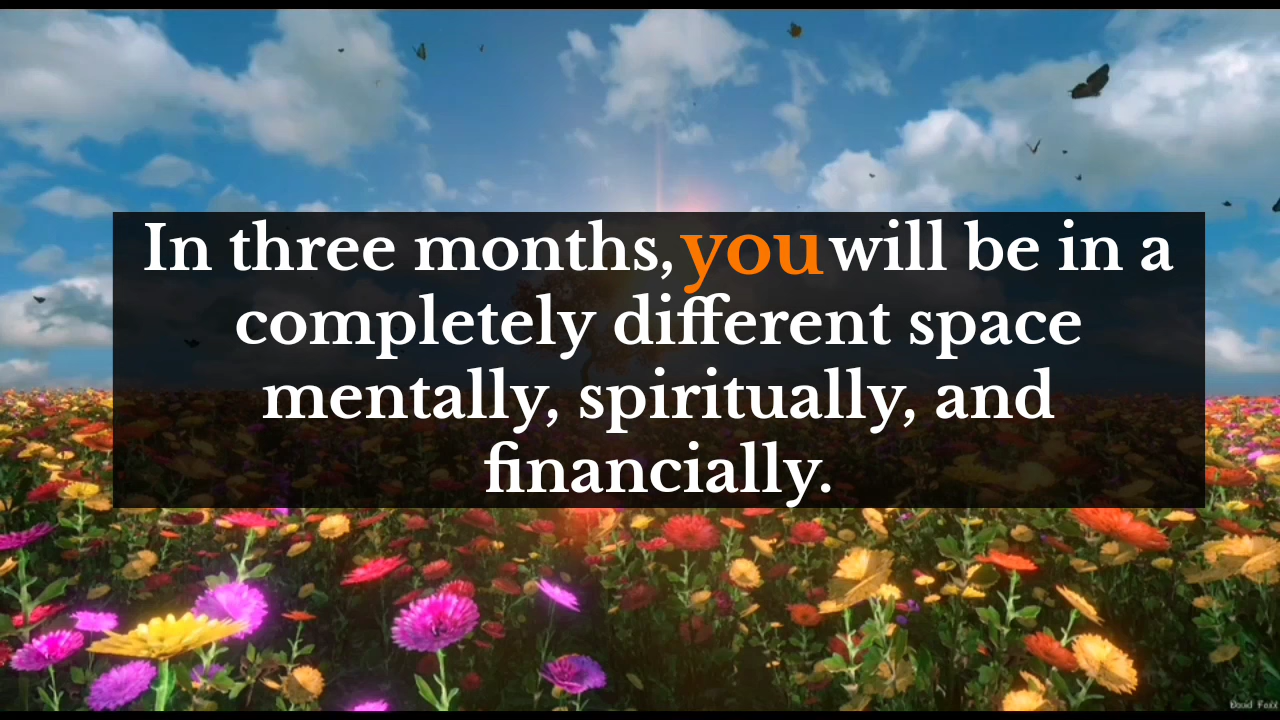 In three months, you will be in a
completely different space
mentally, spiritually, and
financially.